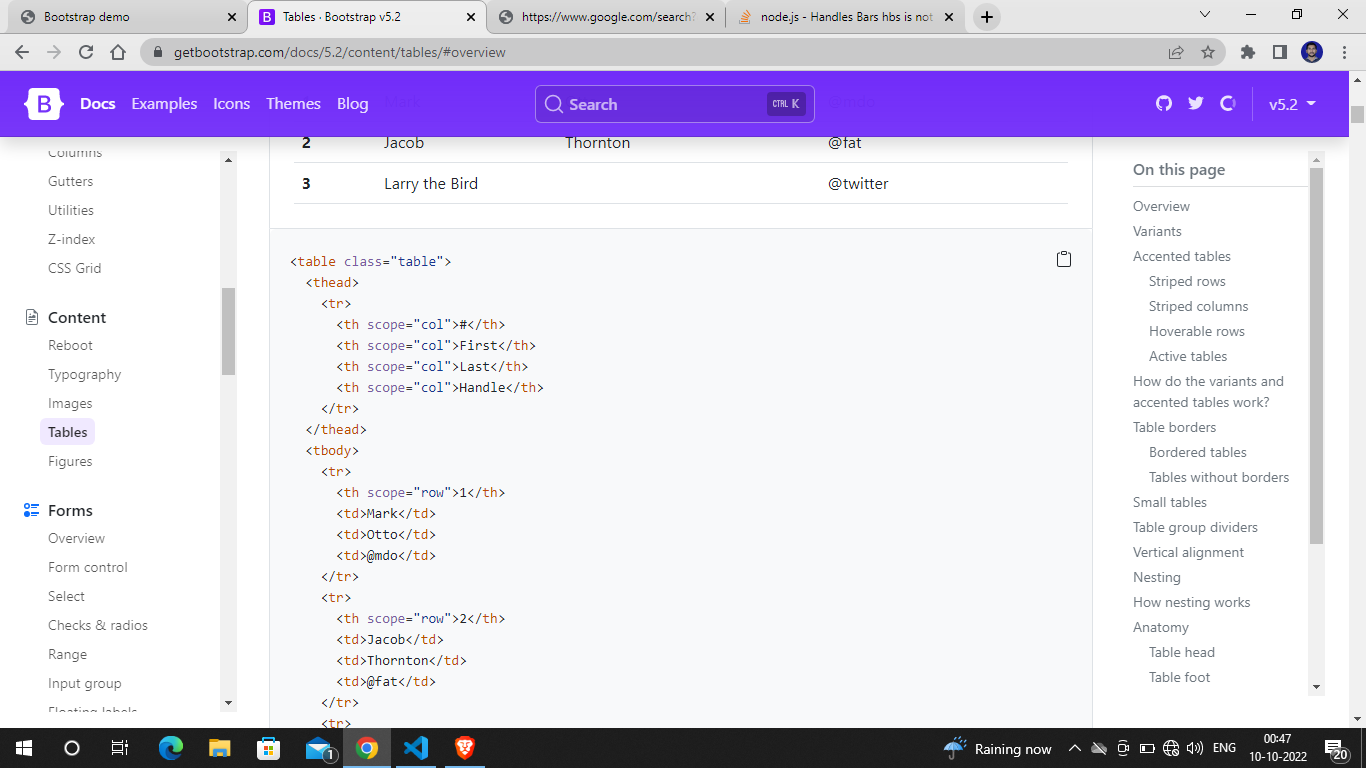 Bootstrap demo
Tables · Bootstrap v5.2
https://www.google.com/search?
node.js - Handles Bars hbs is not
getbootstrap.com/docs/5.2/content/tables/#overview
B Docs Examples Icons Themes Blog
Search CTRL K
v5.2
Columns
Gutters
Utilities
Z-index
CSS Grid
Content
Reboot
Typography
Images
Tables
Figures
Forms
Overview
Form control
Select
Checks & radios
Range
Input group
Floating labels
2 Jacob Thornton @fat
3 Larry the Bird @twitter
<table class="table">
<thead>
<tr>
<th scope="col">#</th>
<th scope="col">First</th>
<th scope="col">Last</th>
<th scope="col">Handle</th>
</tr>
</thead>
<tbody>
<tr>
<th scope="row">1</th>
<td>Mark</td>
<td>Otto</td>
<td>@mdo</td>
</tr>
<tr>
<th scope="row">2</th>
<td>Jacob</td>
<td>Thornton</td>
<td>@fat</td>
</tr>
<tr>
On this page
Overview
Variants
Accented tables
Striped rows
Striped columns
Hoverable rows
Active tables
How do the variants and
accented tables work?
Table borders
Bordered tables
Tables without borders
Small tables
Table group dividers
Vertical alignment
Nesting
How nesting works
Anatomy
Table head
Table foot
1
Raining now
ENG
00:47
10-10-2022
20